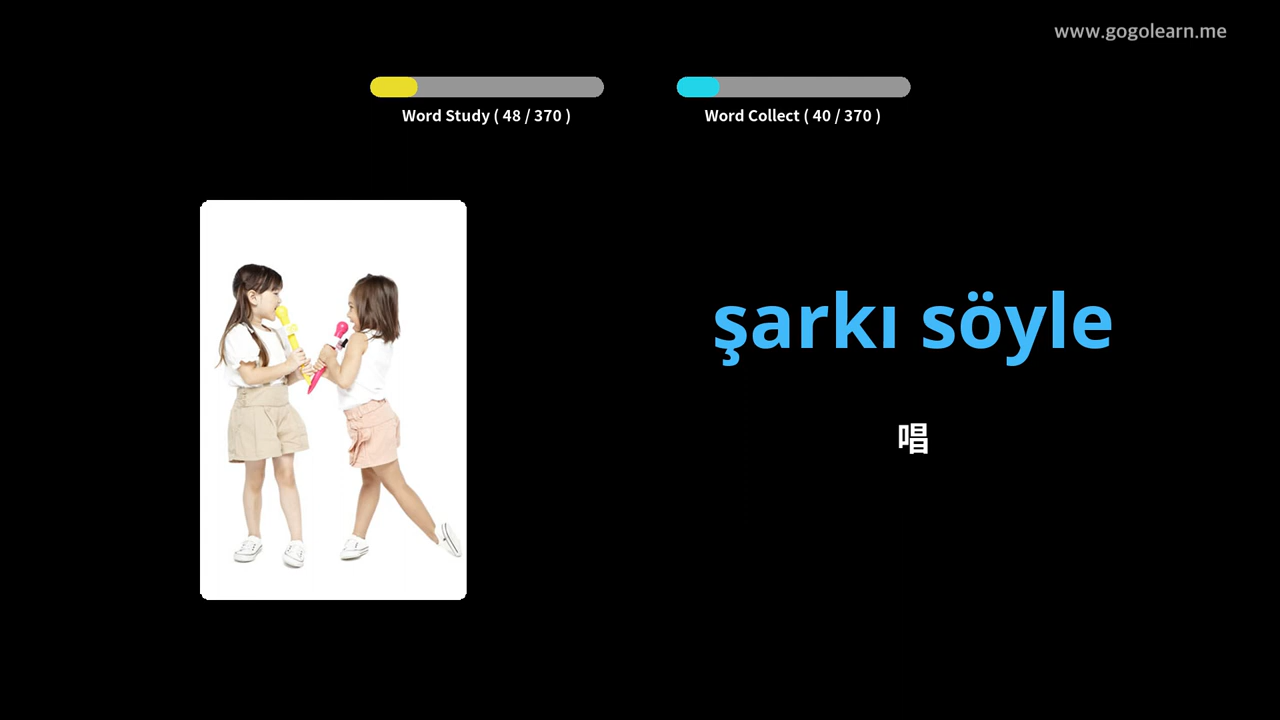 www.gogolearn.me
Word Study ( 48 / 370 )
Word Collect ( 40 / 370 )
şarkı söyle
唱